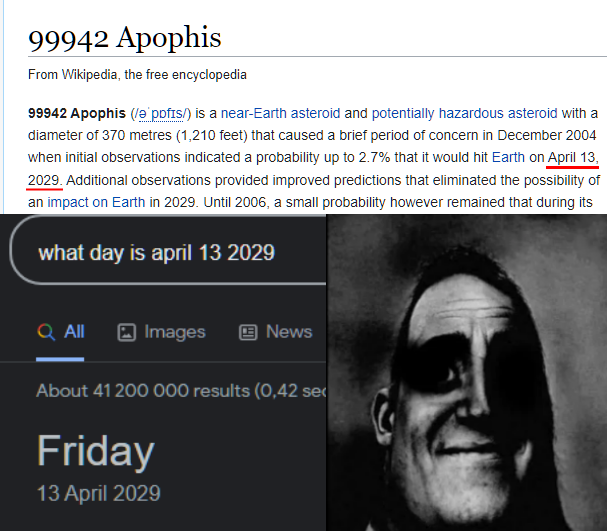 99942 Apophis
From Wikipedia, the free encyclopedia
99942 Apophis (/əˈpɒfɪs/) is a near-Earth asteroid and potentially hazardous asteroid with a
diameter of 370 metres (1,210 feet) that caused a brief period of concern in December 2004
when initial observations indicated a probability up to 2.7% that it would hit Earth on April 13,
2029. Additional observations provided improved predictions that eliminated the possibility of
an impact on Earth in 2029. Until 2006, a small probability however remained that during its
what day is april 13 2029
All Images News
About 41 200 000 results (0,42 sec
Friday
13 April 2029